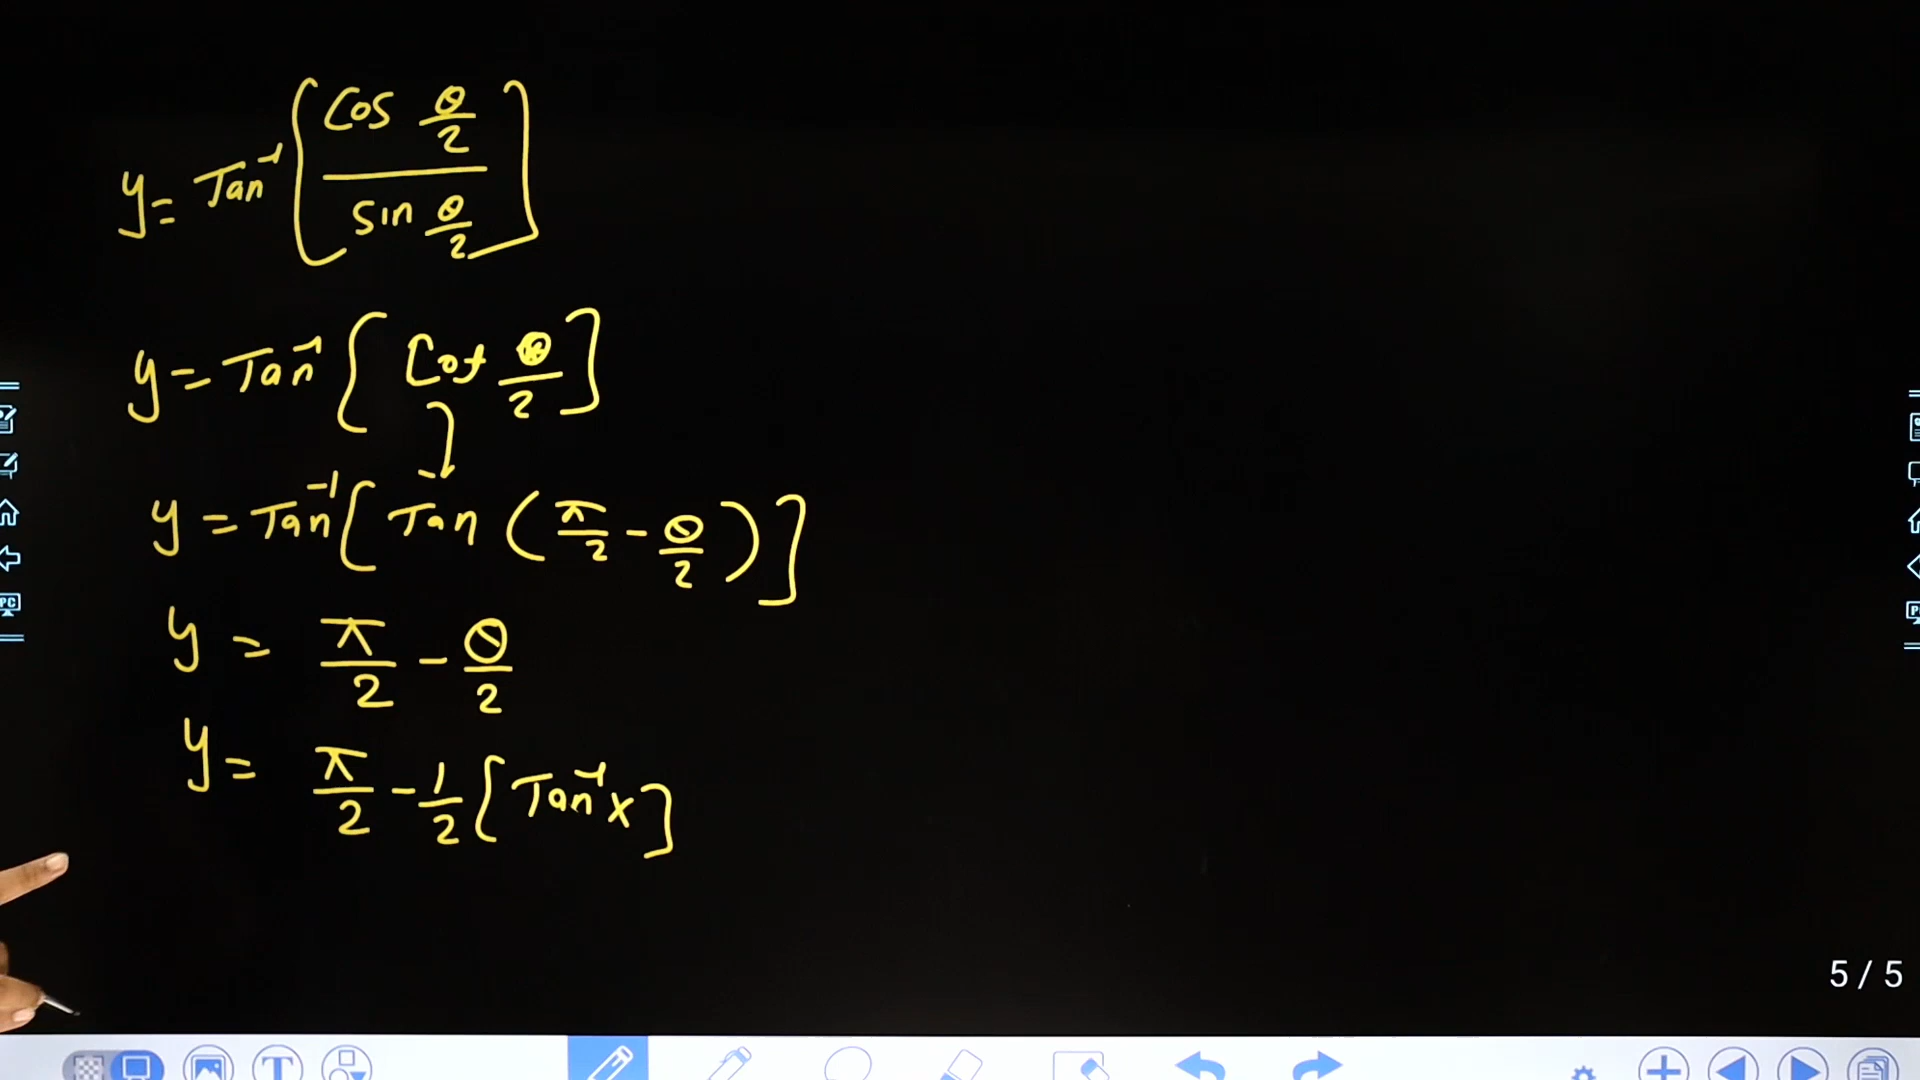 y = Tan⁻¹ [ Cos θ/2 / Sin θ/2 ]
y = Tan⁻¹ [ Cot θ/2 ]
y = Tan⁻¹ [ Tan ( π/2 - θ/2 ) ]
y = π/2 - θ/2
y = π/2 - 1/2 [ Tan⁻¹ x ]
PC
5 / 5
T